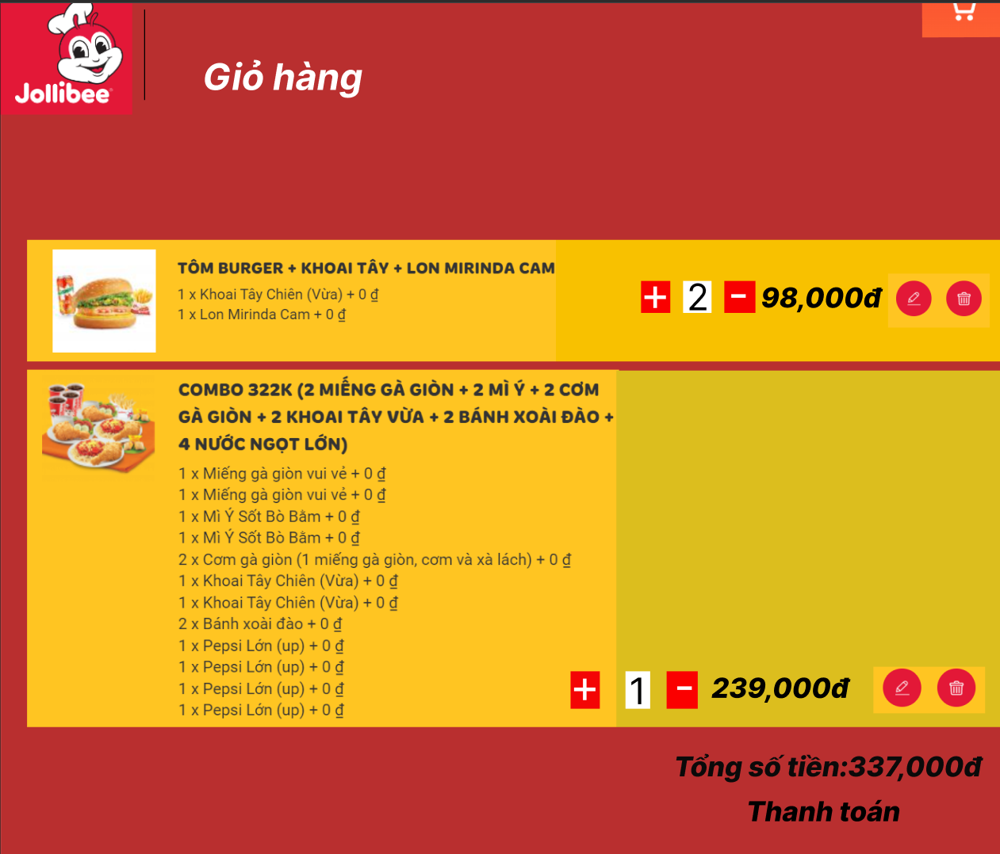 Jollibee
Giỏ hàng
TÔM BURGER + KHOAI TÂY + LON MIRINDA CAM
1 x Khoai Tây Chiên (Vừa) + 0 ₫
1 x Lon Mirinda Cam + 0 ₫
+ 2 - 98,000đ
COMBO 322K (2 MIẾNG GÀ GIÒN + 2 MÌ Ý + 2 CƠM
GÀ GIÒN + 2 KHOAI TÂY VỪA + 2 BÁNH XOÀI ĐÀO +
4 NƯỚC NGỌT LỚN)
1 x Miếng gà giòn vui vẻ + 0 ₫
1 x Miếng gà giòn vui vẻ + 0 ₫
1 x Mì Ý Sốt Bò Bằm + 0 ₫
1 x Mì Ý Sốt Bò Bằm + 0 ₫
2 x Cơm gà giòn (1 miếng gà giòn, cơm và xà lách) + 0 ₫
1 x Khoai Tây Chiên (Vừa) + 0 ₫
1 x Khoai Tây Chiên (Vừa) + 0 ₫
2 x Bánh xoài đào + 0 ₫
1 x Pepsi Lớn (up) + 0 ₫
1 x Pepsi Lớn (up) + 0 ₫
1 x Pepsi Lớn (up) + 0 ₫
1 x Pepsi Lớn (up) + 0 ₫
+ 1 - 239,000đ
Tổng số tiền:337,000đ
Thanh toán